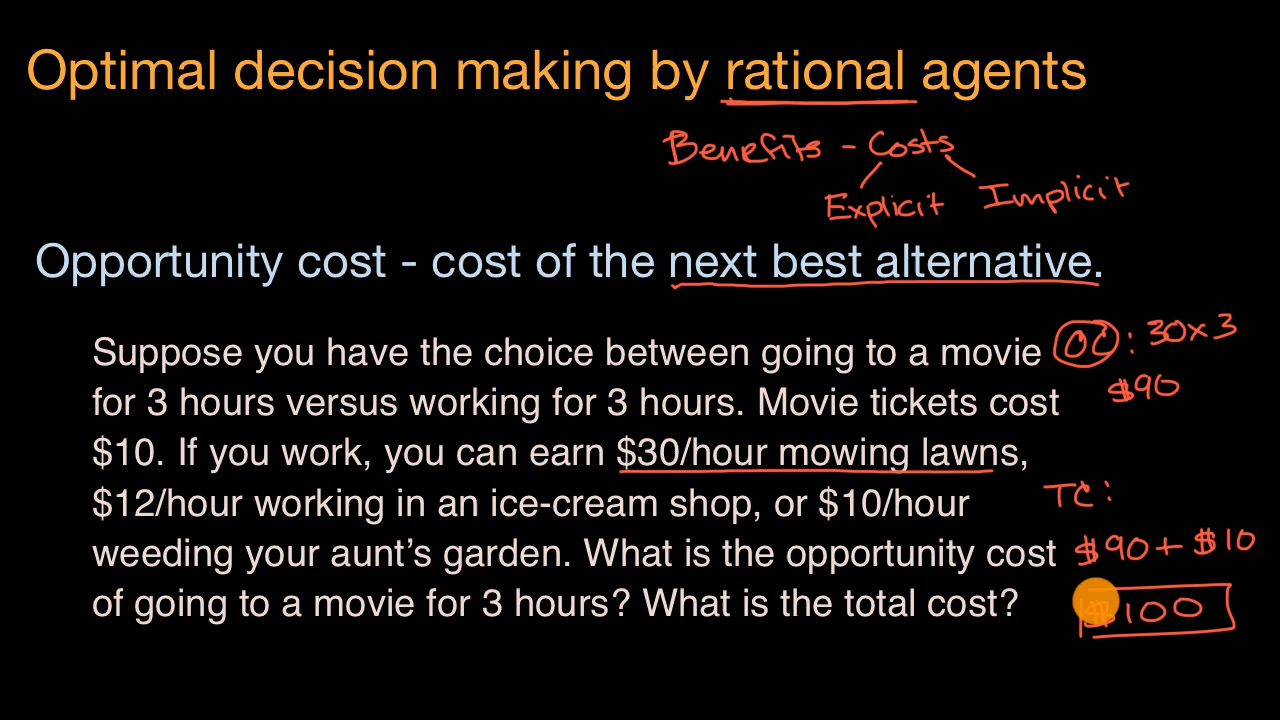 Optimal decision making by rational agents
Benefits - Costs
Explicit Implicit
Opportunity cost - cost of the next best alternative.
Suppose you have the choice between going to a movie
for 3 hours versus working for 3 hours. Movie tickets cost
$10. If you work, you can earn $30/hour mowing lawns,
$12/hour working in an ice-cream shop, or $10/hour
weeding your aunt’s garden. What is the opportunity cost
of going to a movie for 3 hours? What is the total cost?
OC: 30x3
$90
TC:
$90 + $10
$100